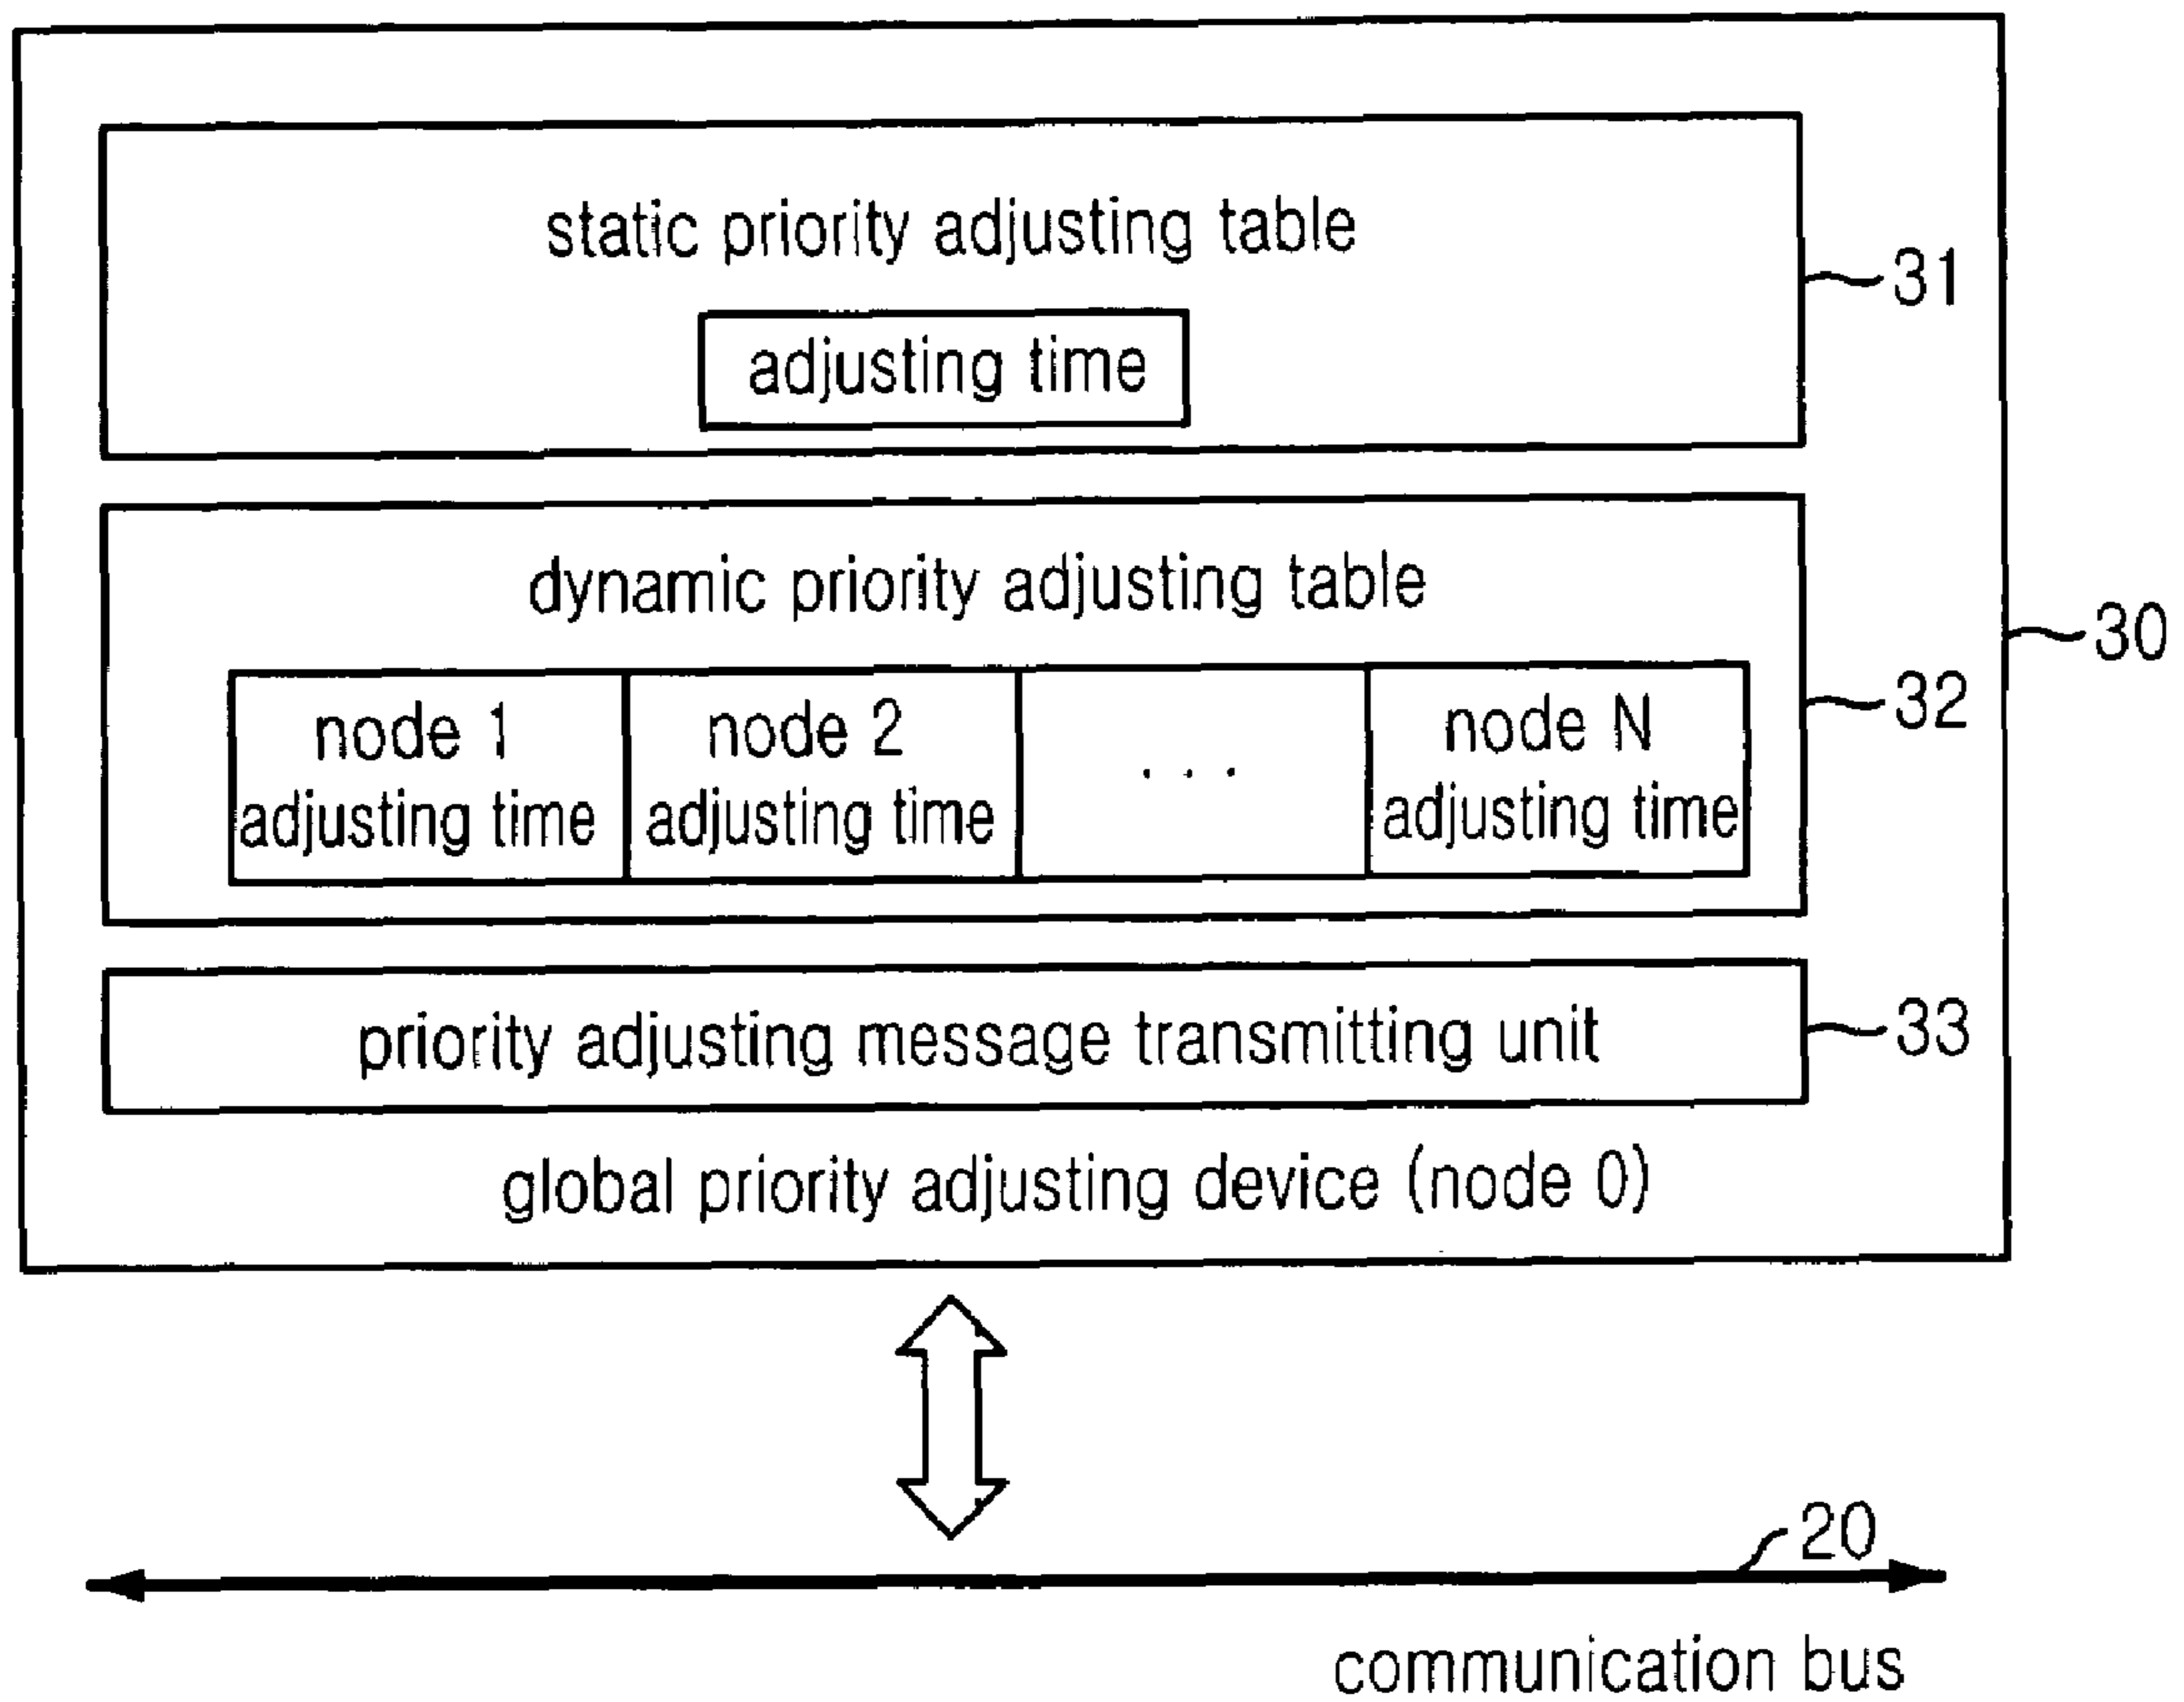 static priority adjusting table
31
adjusting time
dynamic priority adjusting table
30
32
node 1
adjusting time
node 2
adjusting time
. . .
node N
adjusting time
priority adjusting message transmitting unit
33
global priority adjusting device (node 0)
20
communication bus